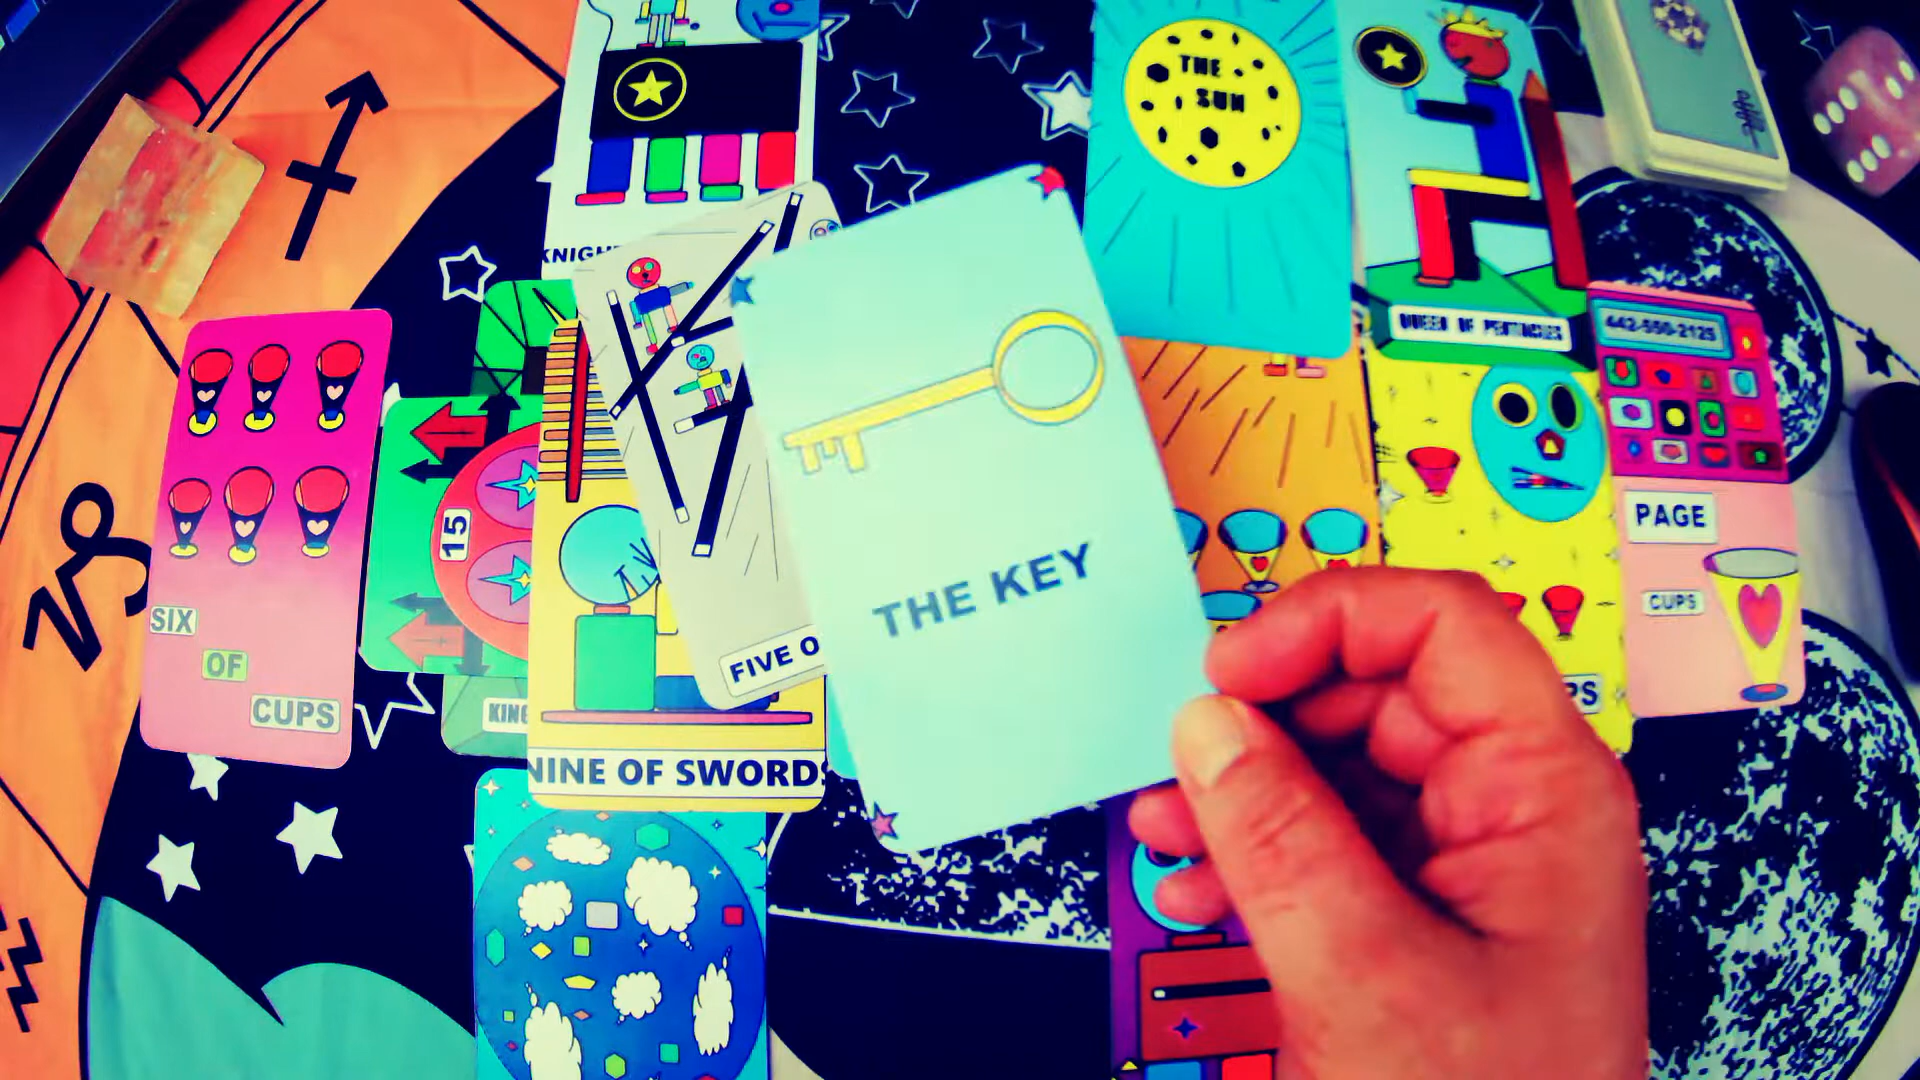 THE
SUN
KNIGH
QUEEN OF PENTACLES
442-550-2125
15
PAGE
CUPS
THE KEY
SIX
OF
CUPS
FIVE O
KING
PS
NINE OF SWORDS